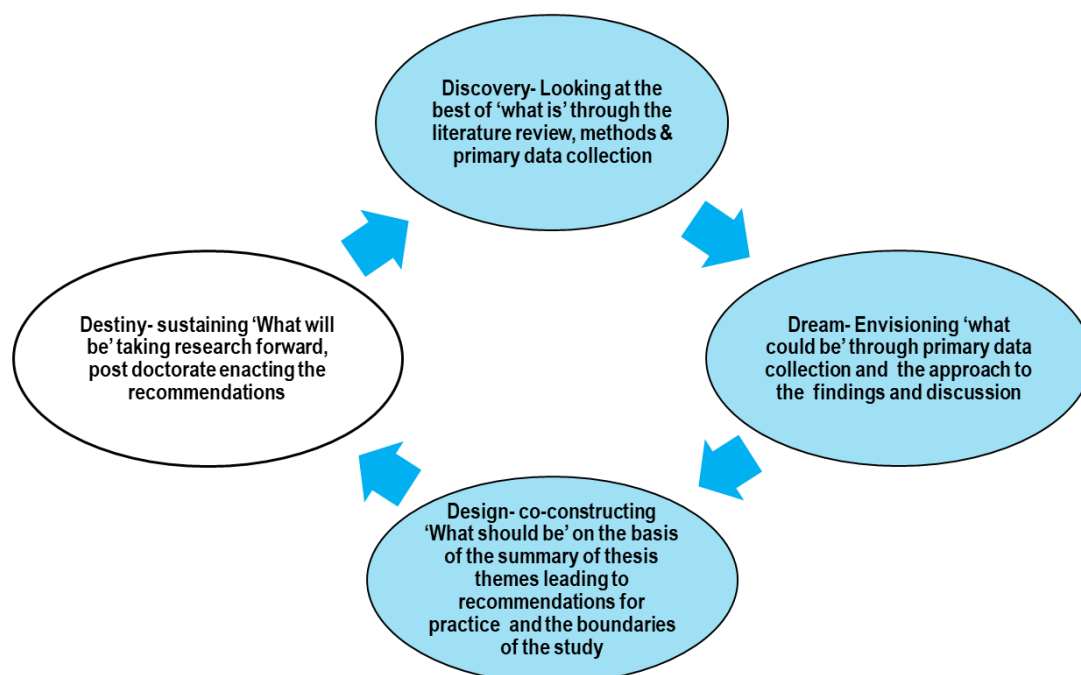 Discovery- Looking at the
best of ‘what is’ through the
literature review, methods &
primary data collection
Dream- Envisioning ‘what
could be’ through primary data
collection and the approach to
the findings and discussion
Design- co-constructing
‘What should be’ on the basis
of the summary of thesis
themes leading to
recommendations for
practice and the boundaries
of the study
Destiny- sustaining ‘What will
be’ taking research forward,
post doctorate enacting the
recommendations